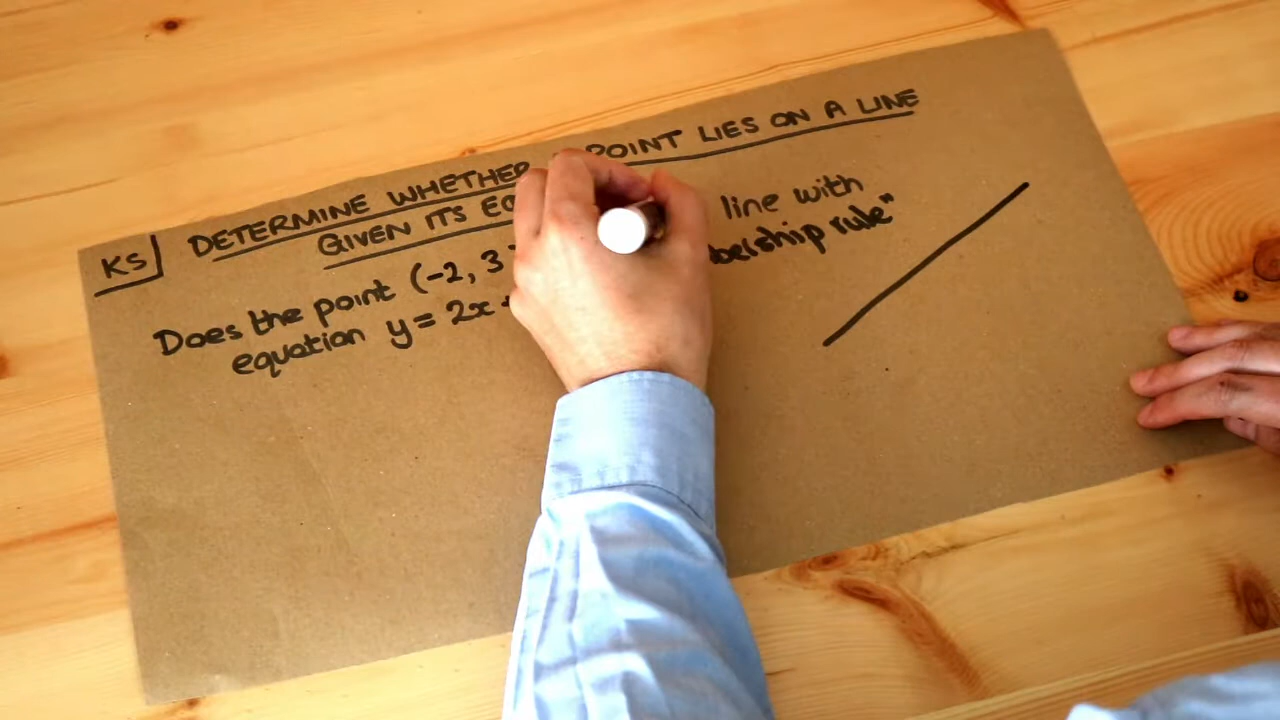 KS DETERMINE WHETHER POINT LIES ON A LINE
GIVEN ITS
Does the point (-2, 3 line with
equation y = 2x rule"